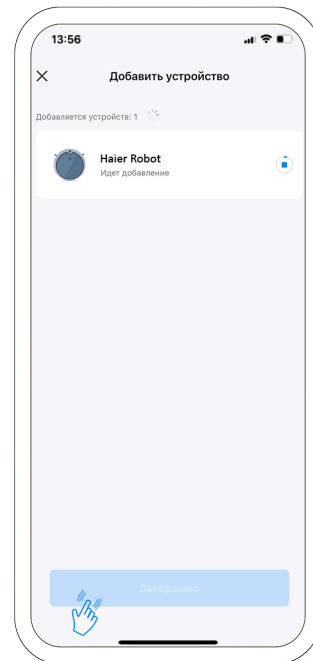 13:56
Добавить устройство
Добавляется устройств: 1
Haier Robot
Идет добавление
Завершено